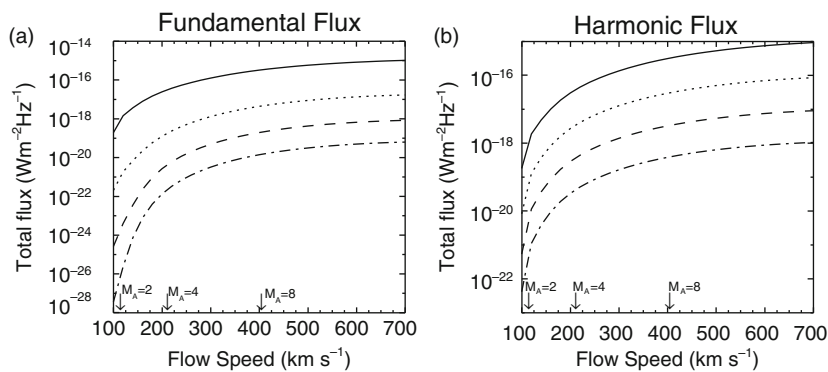 Fundamental Flux
(a)
Total flux (Wm⁻²Hz⁻¹)
10⁻¹⁴
10⁻¹⁶
10⁻¹⁸
10⁻²⁰
10⁻²²
10⁻²⁴
10⁻²⁶
10⁻²⁸
M_A=2
M_A=4
M_A=8
100 200 300 400 500 600 700
Flow Speed (km s⁻¹)
Harmonic Flux
(b)
Total flux (Wm⁻²Hz⁻¹)
10⁻¹⁶
10⁻¹⁸
10⁻²⁰
10⁻²²
M_A=2
M_A=4
M_A=8
100 200 300 400 500 600 700
Flow Speed (km s⁻¹)